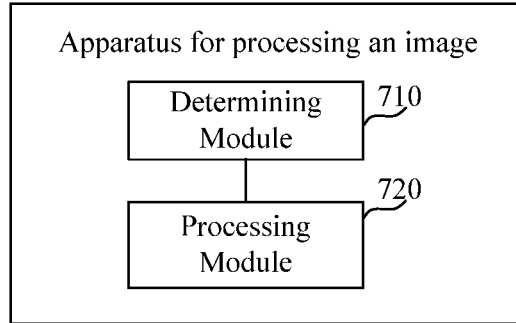 Apparatus for processing an image
Determining
Module
710
Processing
Module
720